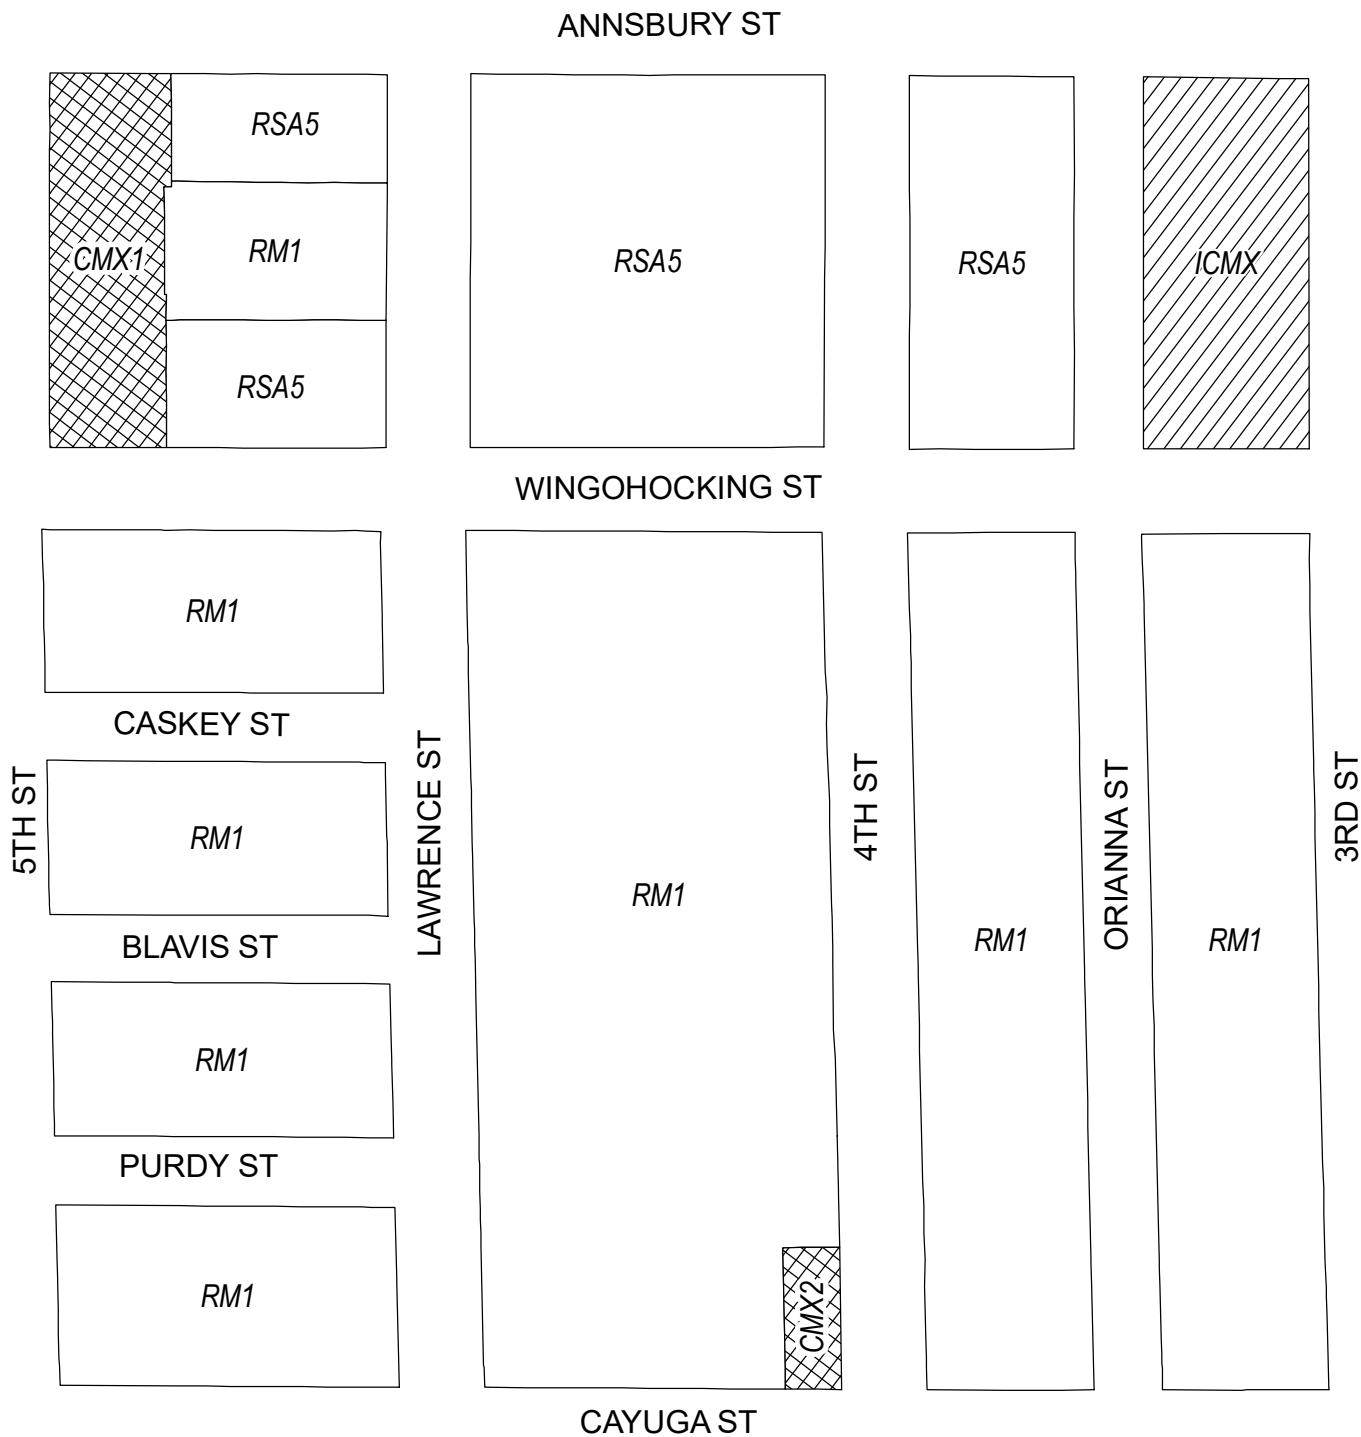 ANNSBURY ST
RSA5
CMX1
RM1
RSA5
RSA5
RSA5
ICMX
WINGOHOCKING ST
RM1
CASKEY ST
5TH ST
RM1
LAWRENCE ST
RM1
4TH ST
RM1
ORIANNA ST
RM1
3RD ST
BLAVIS ST
RM1
PURDY ST
RM1
CMX2
CAYUGA ST